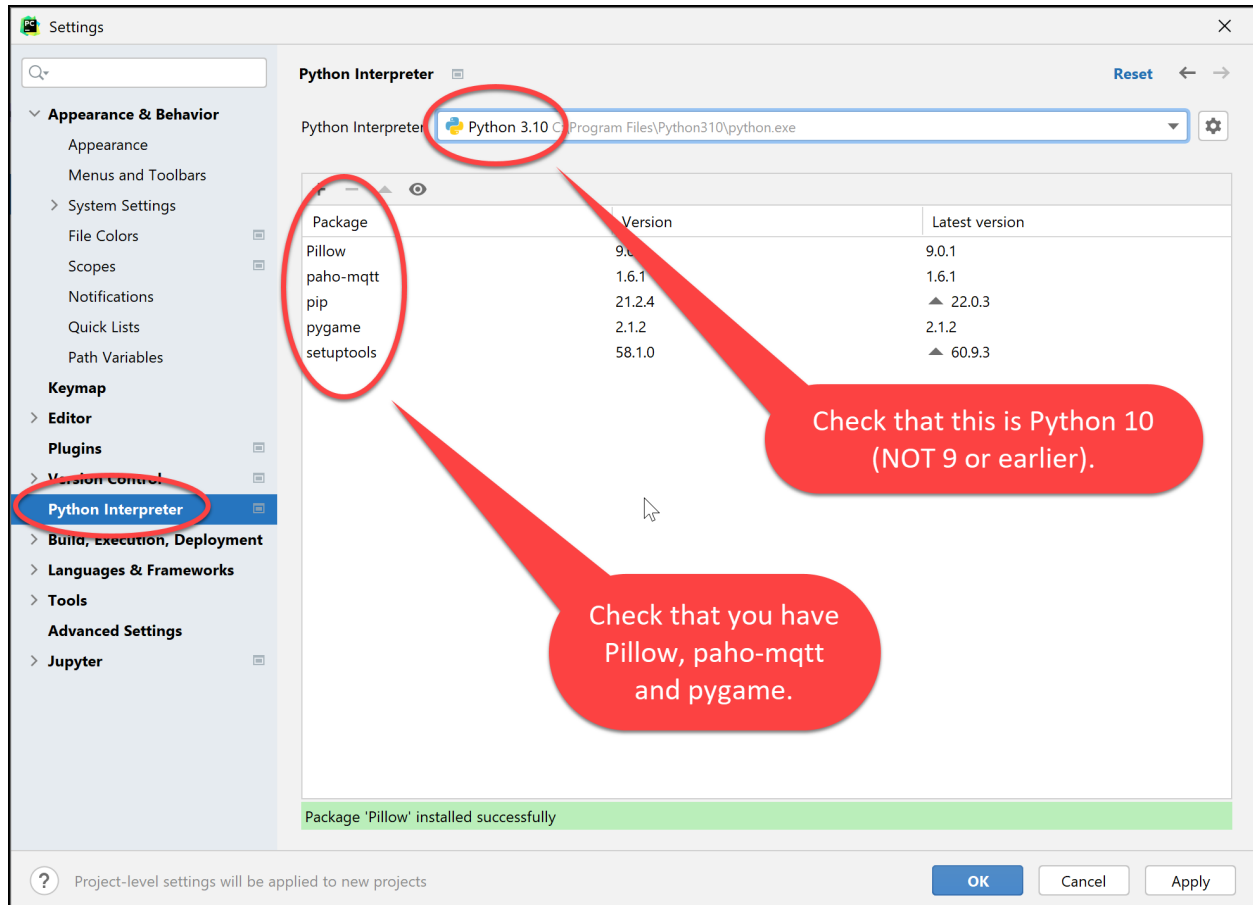 Settings
Python Interpreter
Reset
Appearance & Behavior
Python Interpreter
Python 3.10 C:\Program Files\Python310\python.exe
Appearance
Menus and Toolbars
System Settings
File Colors
Scopes
Notifications
Quick Lists
Path Variables
Keymap
Editor
Plugins
Version Control
Python Interpreter
Build, Execution, Deployment
Languages & Frameworks
Tools
Advanced Settings
Jupyter
Package Version Latest version
Pillow 9.0.1
paho-mqtt 1.6.1 1.6.1
pip 21.2.4 22.0.3
pygame 2.1.2 2.1.2
setuptools 58.1.0 60.9.3
Check that this is Python 10
(NOT 9 or earlier).
Check that you have
Pillow, paho-mqtt
and pygame.
Package 'Pillow' installed successfully
? Project-level settings will be applied to new projects
OK Cancel Apply